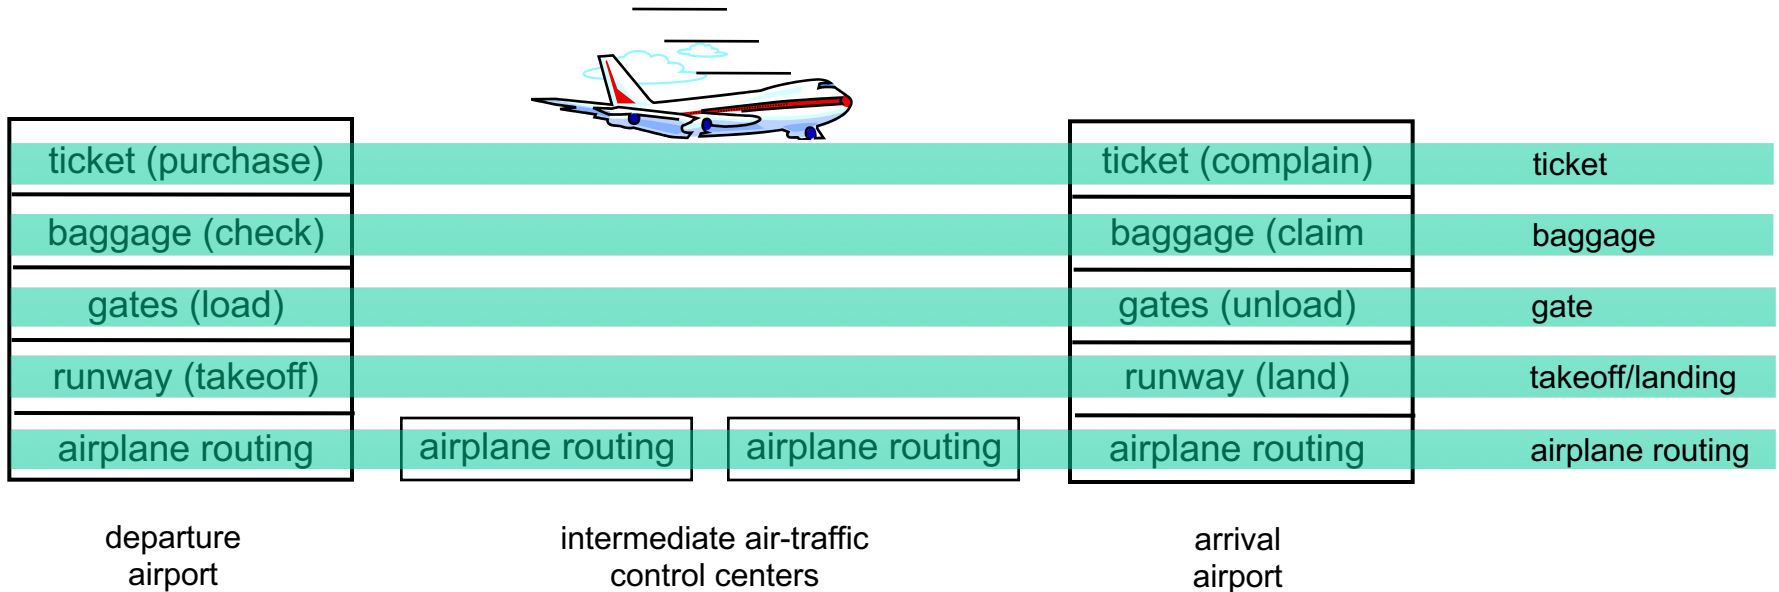 ticket (purchase) ticket (complain) ticket
baggage (check) baggage (claim baggage
gates (load) gates (unload) gate
runway (takeoff) runway (land) takeoff/landing
airplane routing airplane routing airplane routing airplane routing airplane routing
departure
airport
intermediate air-traffic
control centers
arrival
airport